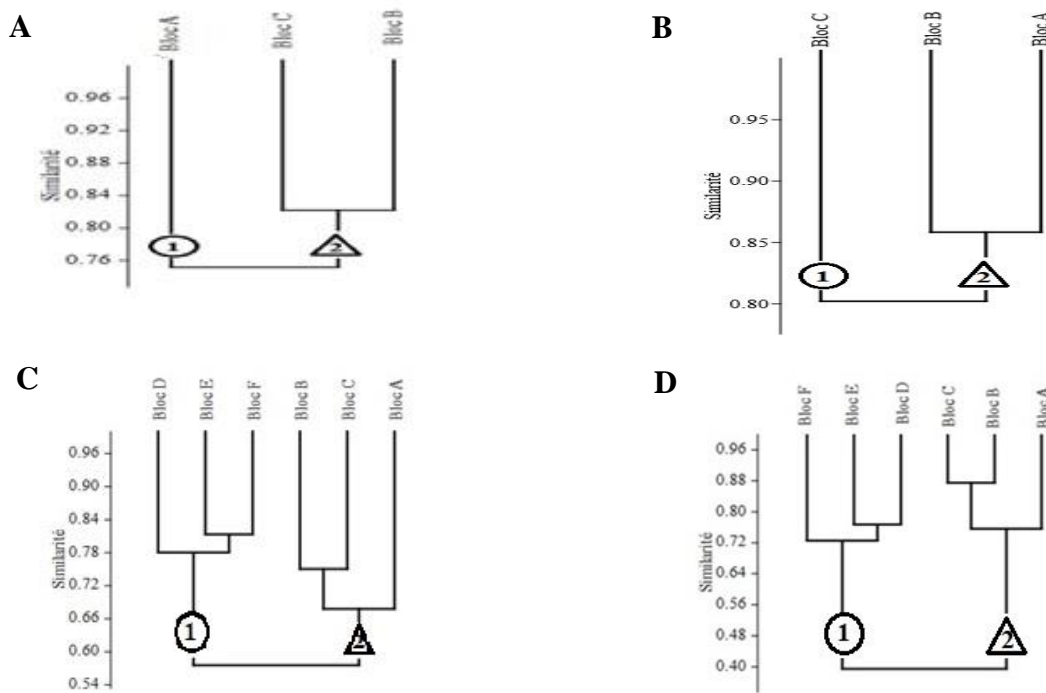 A
Bloc A
Bloc C
Bloc B
Similarité
0.96
0.92
0.88
0.84
0.80
0.76
1
2
B
Bloc C
Bloc B
Bloc A
Similarité
0.95
0.90
0.85
0.80
1
2
C
Bloc D
Bloc E
Bloc F
Bloc B
Bloc C
Bloc A
Similarité
0.96
0.90
0.84
0.78
0.72
0.66
0.60
0.54
1
2
D
Bloc F
Bloc E
Bloc D
Bloc C
Bloc B
Bloc A
Similarité
0.96
0.88
0.80
0.72
0.64
0.56
0.48
0.40
1
2